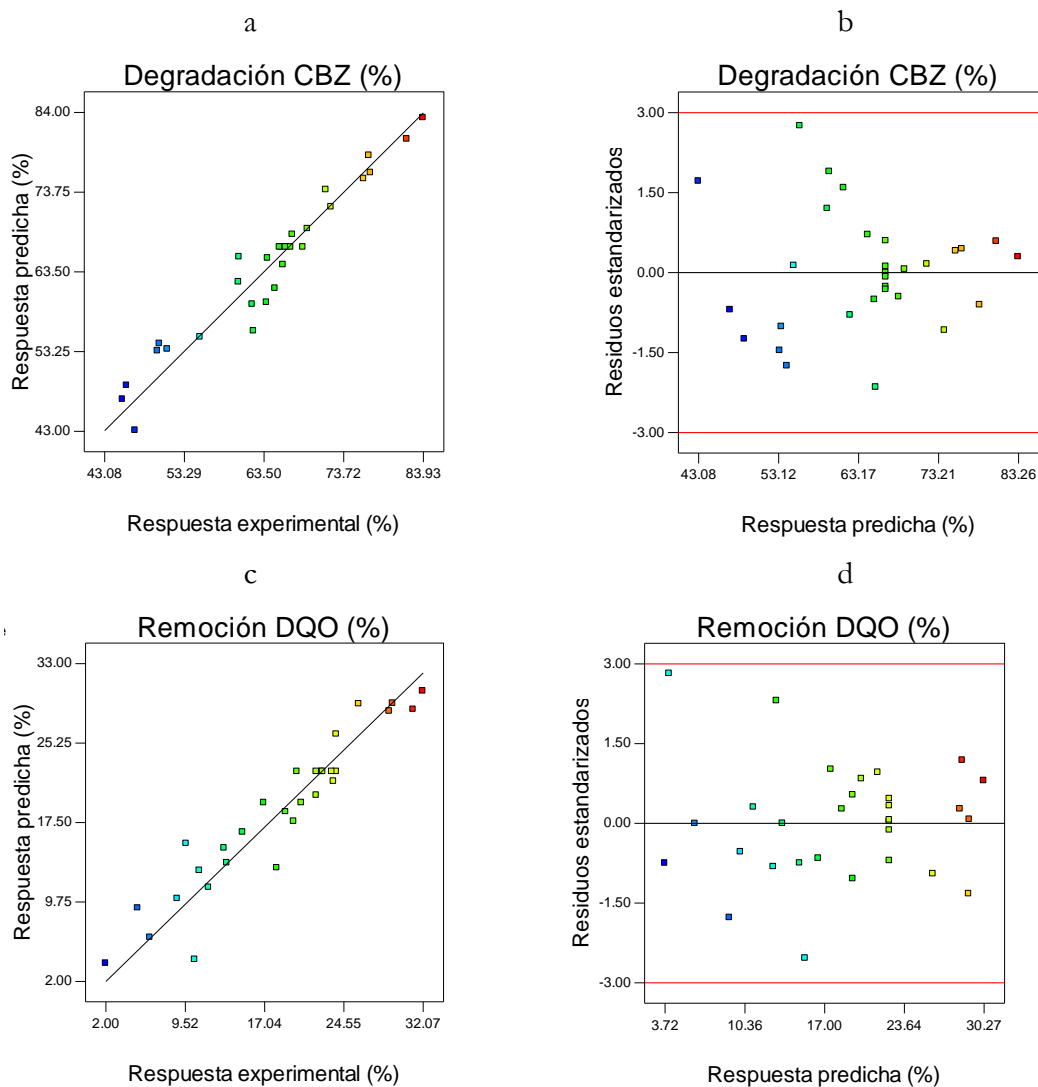 a
Degradación CBZ (%)
Respuesta predicha (%)
84.00
73.75
63.50
53.25
43.00
43.08 53.29 63.50 73.72 83.93
Respuesta experimental (%)
b
Degradación CBZ (%)
Residuos estandarizados
3.00
1.50
0.00
-1.50
-3.00
43.08 53.12 63.17 73.21 83.26
Respuesta predicha (%)
c
Remoción DQO (%)
Respuesta predicha (%)
33.00
25.25
17.50
9.75
2.00
2.00 9.52 17.04 24.55 32.07
Respuesta experimental (%)
d
Remoción DQO (%)
Residuos estandarizados
3.00
1.50
0.00
-1.50
-3.00
3.72 10.36 17.00 23.64 30.27
Respuesta predicha (%)